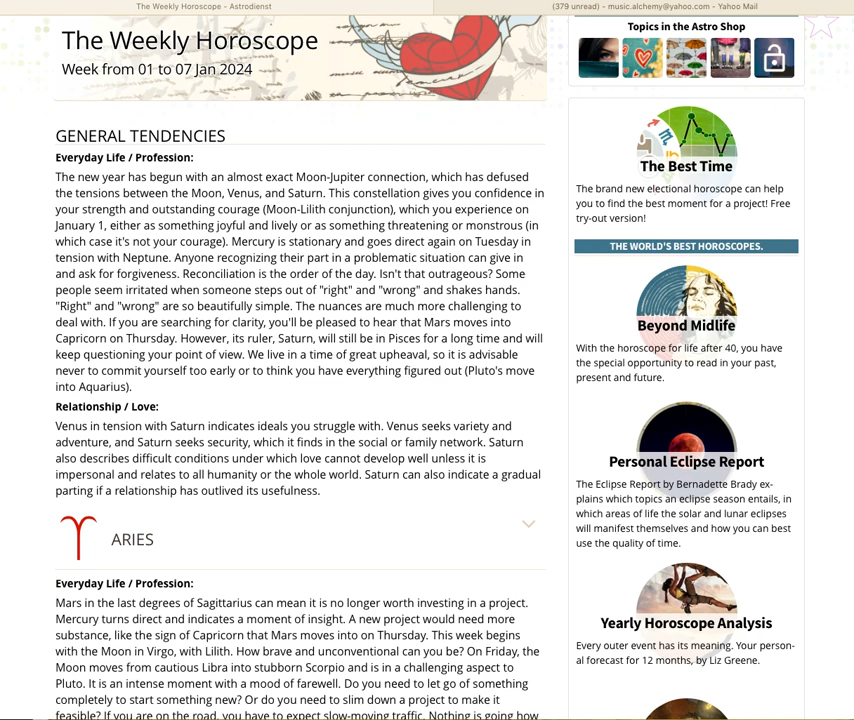 The Weekly Horoscope - Astrodienst
(379 unread) - music.alchemy@yahoo.com - Yahoo Mail
The Weekly Horoscope
Week from 01 to 07 Jan 2024
GENERAL TENDENCIES
Everyday Life / Profession:
The new year has begun with an almost exact Moon-Jupiter connection, which has defused
the tensions between the Moon, Venus, and Saturn. This constellation gives you confidence in
your strength and outstanding courage (Moon-Lilith conjunction), which you experience on
January 1, either as something joyful and lively or as something threatening or monstrous (in
which case it's not your courage). Mercury is stationary and goes direct again on Tuesday in
tension with Neptune. Anyone recognizing their part in a problematic situation can give in
and ask for forgiveness. Reconciliation is the order of the day. Isn't that outrageous? Some
people seem irritated when someone steps out of "right" and "wrong" and shakes hands.
"Right" and "wrong" are so beautifully simple. The nuances are much more challenging to
deal with. If you are searching for clarity, you'll be pleased to hear that Mars moves into
Capricorn on Thursday. However, its ruler, Saturn, will still be in Pisces for a long time and will
keep questioning your point of view. We live in a time of great upheaval, so it is advisable
never to commit yourself too early or to think you have everything figured out (Pluto's move
into Aquarius).
Relationship / Love:
Venus in tension with Saturn indicates ideals you struggle with. Venus seeks variety and
adventure, and Saturn seeks security, which it finds in the social or family network. Saturn
also describes difficult conditions under which love cannot develop well unless it is
impersonal and relates to all humanity or the whole world. Saturn can also indicate a gradual
parting if a relationship has outlived its usefulness.
ARIES
Everyday Life / Profession:
Mars in the last degrees of Sagittarius can mean it is no longer worth investing in a project.
Mercury turns direct and indicates a moment of insight. A new project would need more
substance, like the sign of Capricorn that Mars moves into on Thursday. This week begins
with the Moon in Virgo, with Lilith. How brave and unconventional can you be? On Friday, the
Moon moves from cautious Libra into stubborn Scorpio and is in a challenging aspect to
Pluto. It is an intense moment with a mood of farewell. Do you need to let go of something
completely to start something new? Or do you need to slim down a project to make it
feasible? If you are on the road, you have to expect slow-moving traffic. Nothing is going how
Topics in the Astro Shop
The Best Time
The brand new electional horoscope can help
you to find the best moment for a project! Free
try-out version!
THE WORLD'S BEST HOROSCOPES.
Beyond Midlife
With the horoscope for life after 40, you have
the special opportunity to read in your past,
present and future.
Personal Eclipse Report
The Eclipse Report by Bernadette Brady ex-
plains which topics an eclipse season entails, in
which areas of life the solar and lunar eclipses
will manifest themselves and how you can best
use the quality of time.
Yearly Horoscope Analysis
Every outer event has its meaning. Your person-
al forecast for 12 months, by Liz Greene.